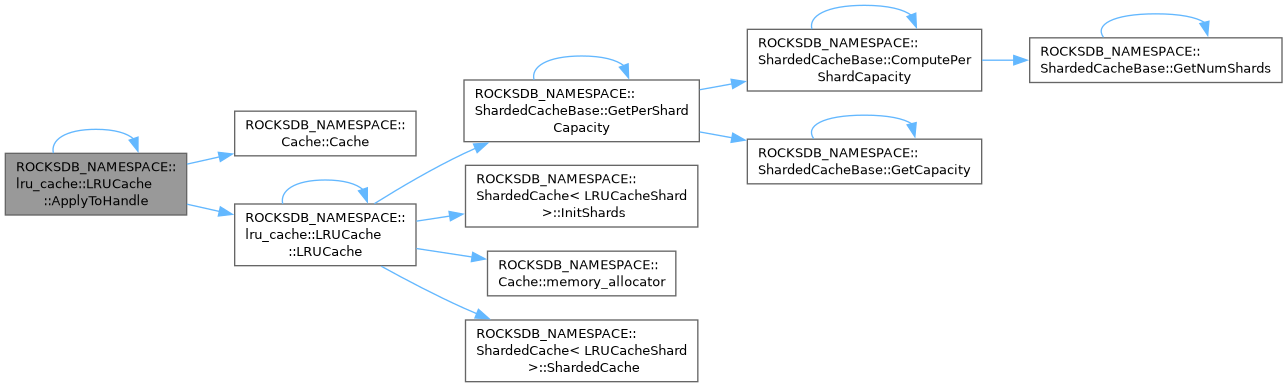 ROCKSDB_NAMESPACE::
lru_cache::LRUCache
::ApplyToHandle
ROCKSDB_NAMESPACE::
Cache::Cache
ROCKSDB_NAMESPACE::
lru_cache::LRUCache
::LRUCache
ROCKSDB_NAMESPACE::
ShardedCacheBase::GetPerShard
Capacity
ROCKSDB_NAMESPACE::
ShardedCache< LRUCacheShard
>::InitShards
ROCKSDB_NAMESPACE::
Cache::memory_allocator
ROCKSDB_NAMESPACE::
ShardedCache< LRUCacheShard
>::ShardedCache
ROCKSDB_NAMESPACE::
ShardedCacheBase::ComputePer
ShardCapacity
ROCKSDB_NAMESPACE::
ShardedCacheBase::GetCapacity
ROCKSDB_NAMESPACE::
ShardedCacheBase::GetNumShards